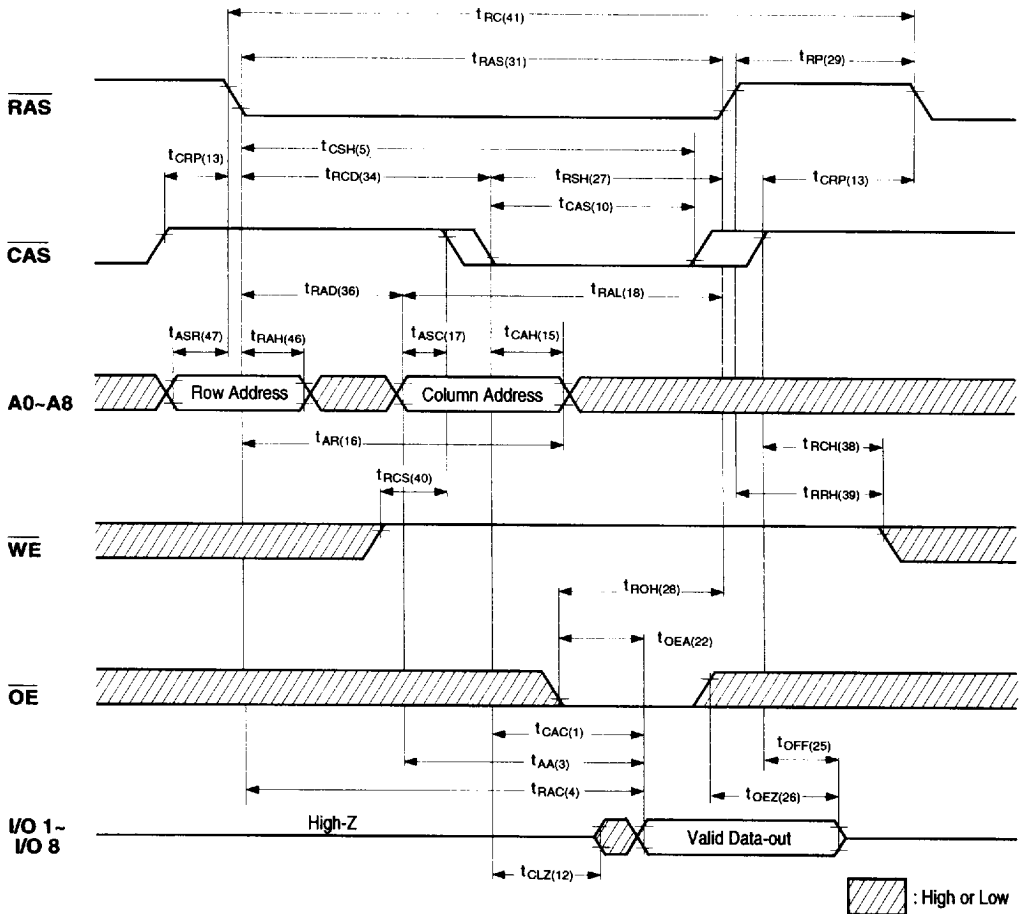 tRC(41)
tRAS(31)
tRP(29)
RAS
tCSH(5)
tCRP(13)
tRCD(34)
tRSH(27)
tCRP(13)
tCAS(10)
CAS
tRAD(36)
tRAL(18)
tASR(47)
tRAH(46)
tASC(17)
tCAH(15)
A0~A8
Row Address
Column Address
tAR(16)
tRCH(38)
tRCS(40)
tRRH(39)
WE
tROH(28)
tOEA(22)
OE
tCAC(1)
tOFF(25)
tAA(3)
tRAC(4)
tOEZ(26)
I/O 1~
I/O 8
High-Z
Valid Data-out
tCLZ(12)
: High or Low